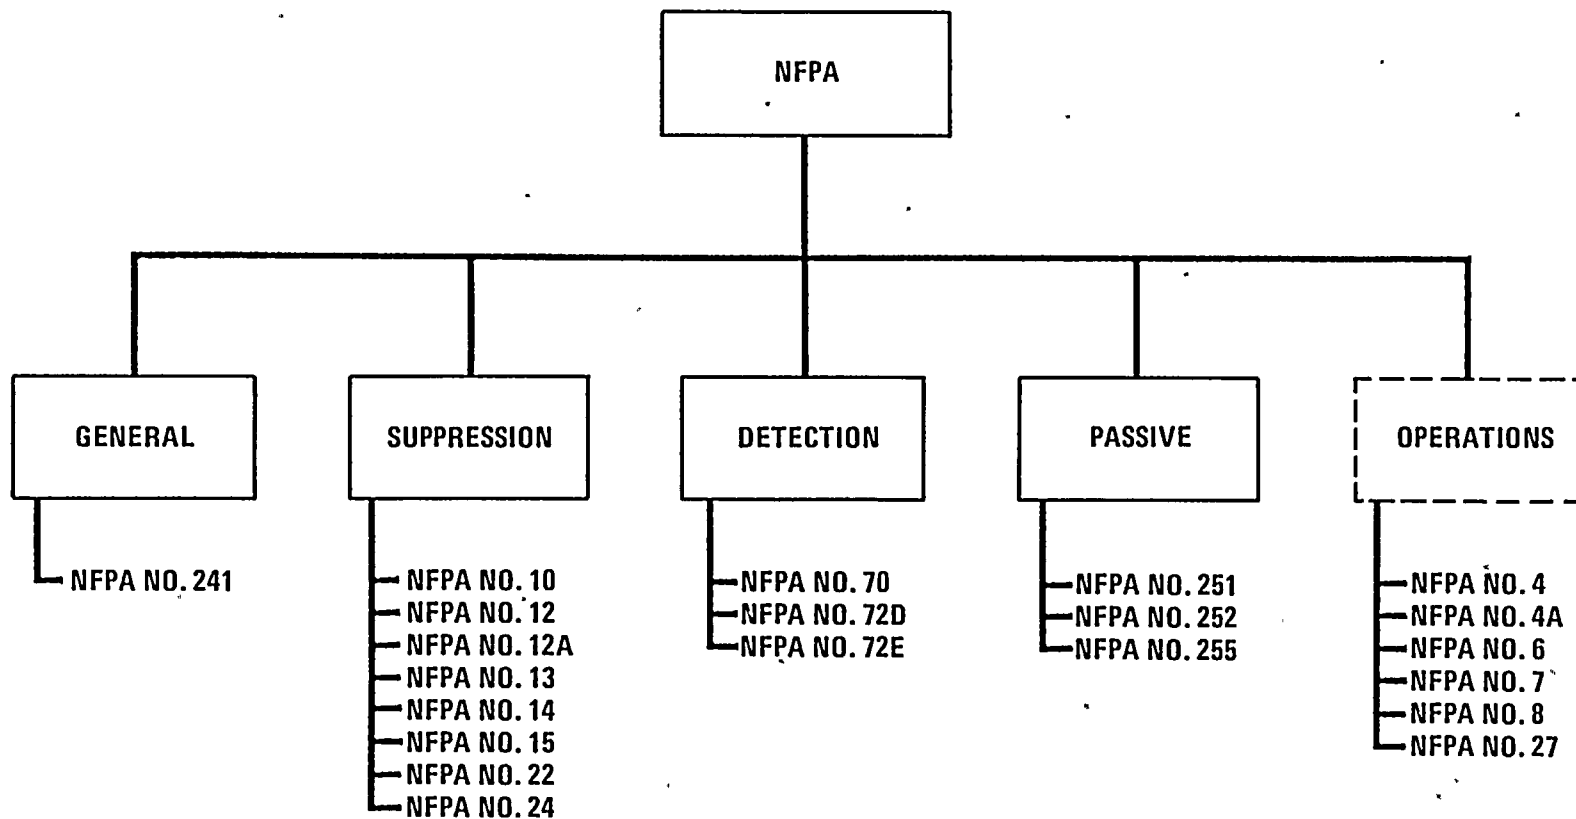 NFPA
GENERAL
NFPA NO. 241
SUPPRESSION
NFPA NO. 10
NFPA NO. 12
NFPA NO. 12A
NFPA NO. 13
NFPA NO. 14
NFPA NO. 15
NFPA NO. 22
NFPA NO. 24
DETECTION
NFPA NO. 70
NFPA NO. 72D
NFPA NO. 72E
PASSIVE
NFPA NO. 251
NFPA NO. 252
NFPA NO. 255
OPERATIONS
NFPA NO. 4
NFPA NO. 4A
NFPA NO. 6
NFPA NO. 7
NFPA NO. 8
NFPA NO. 27